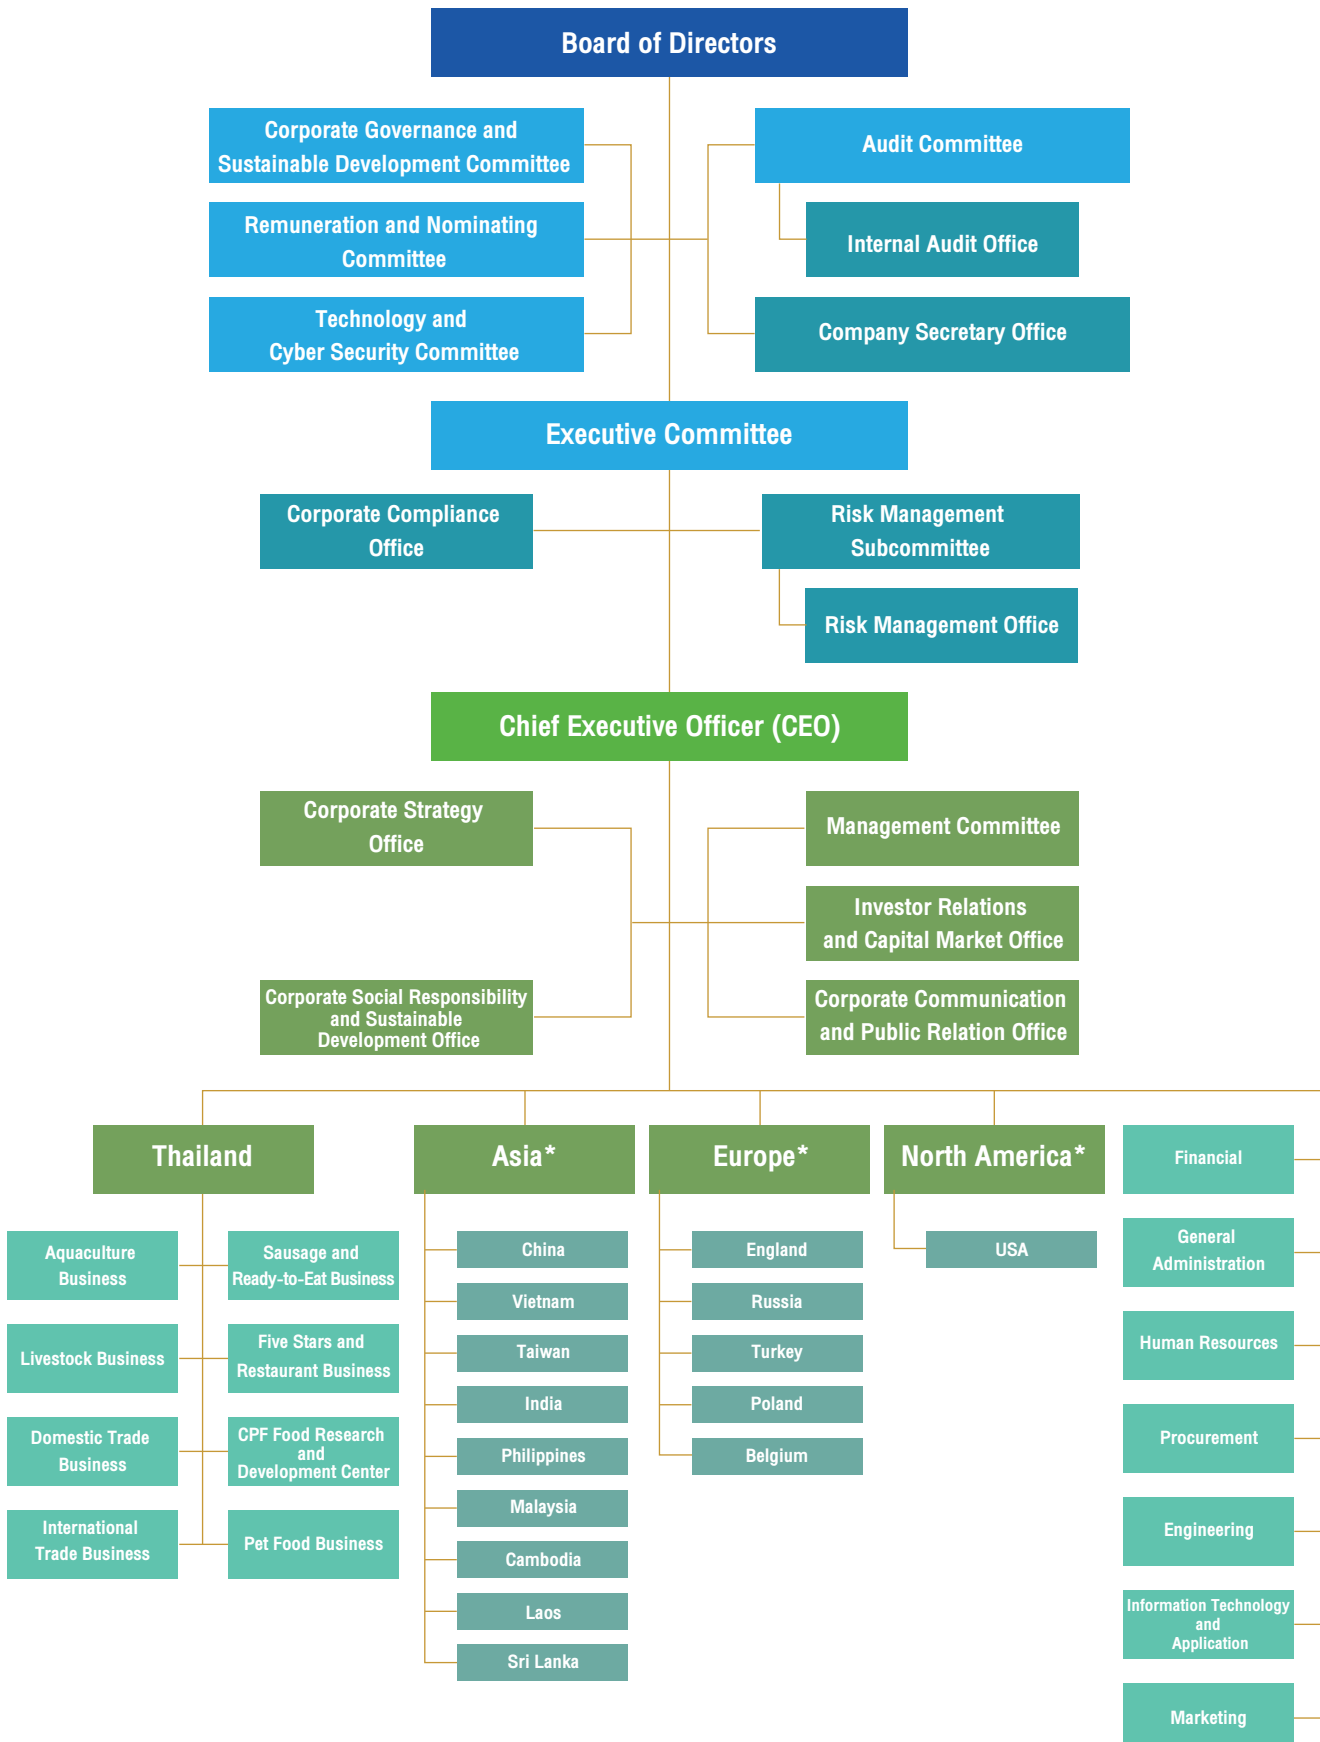 Board of Directors
Corporate Governance and
Sustainable Development Committee
Audit Committee
Remuneration and Nominating
Committee
Internal Audit Office
Technology and
Cyber Security Committee
Company Secretary Office
Executive Committee
Corporate Compliance
Office
Risk Management
Subcommittee
Risk Management Office
Chief Executive Officer (CEO)
Corporate Strategy
Office
Management Committee
Investor Relations
and Capital Market Office
Corporate Social Responsibility
and Sustainable
Development Office
Corporate Communication
and Public Relation Office
Thailand
Aquaculture
Business
Sausage and
Ready-to-Eat Business
Livestock Business
Five Stars and
Restaurant Business
Domestic Trade
Business
CPF Food Research
and
Development Center
International
Trade Business
Pet Food Business
Asia*
China
Vietnam
Taiwan
India
Philippines
Malaysia
Cambodia
Laos
Sri Lanka
Europe*
England
Russia
Turkey
Poland
Belgium
North America*
USA
Financial
General
Administration
Human Resources
Procurement
Engineering
Information Technology
and
Application
Marketing